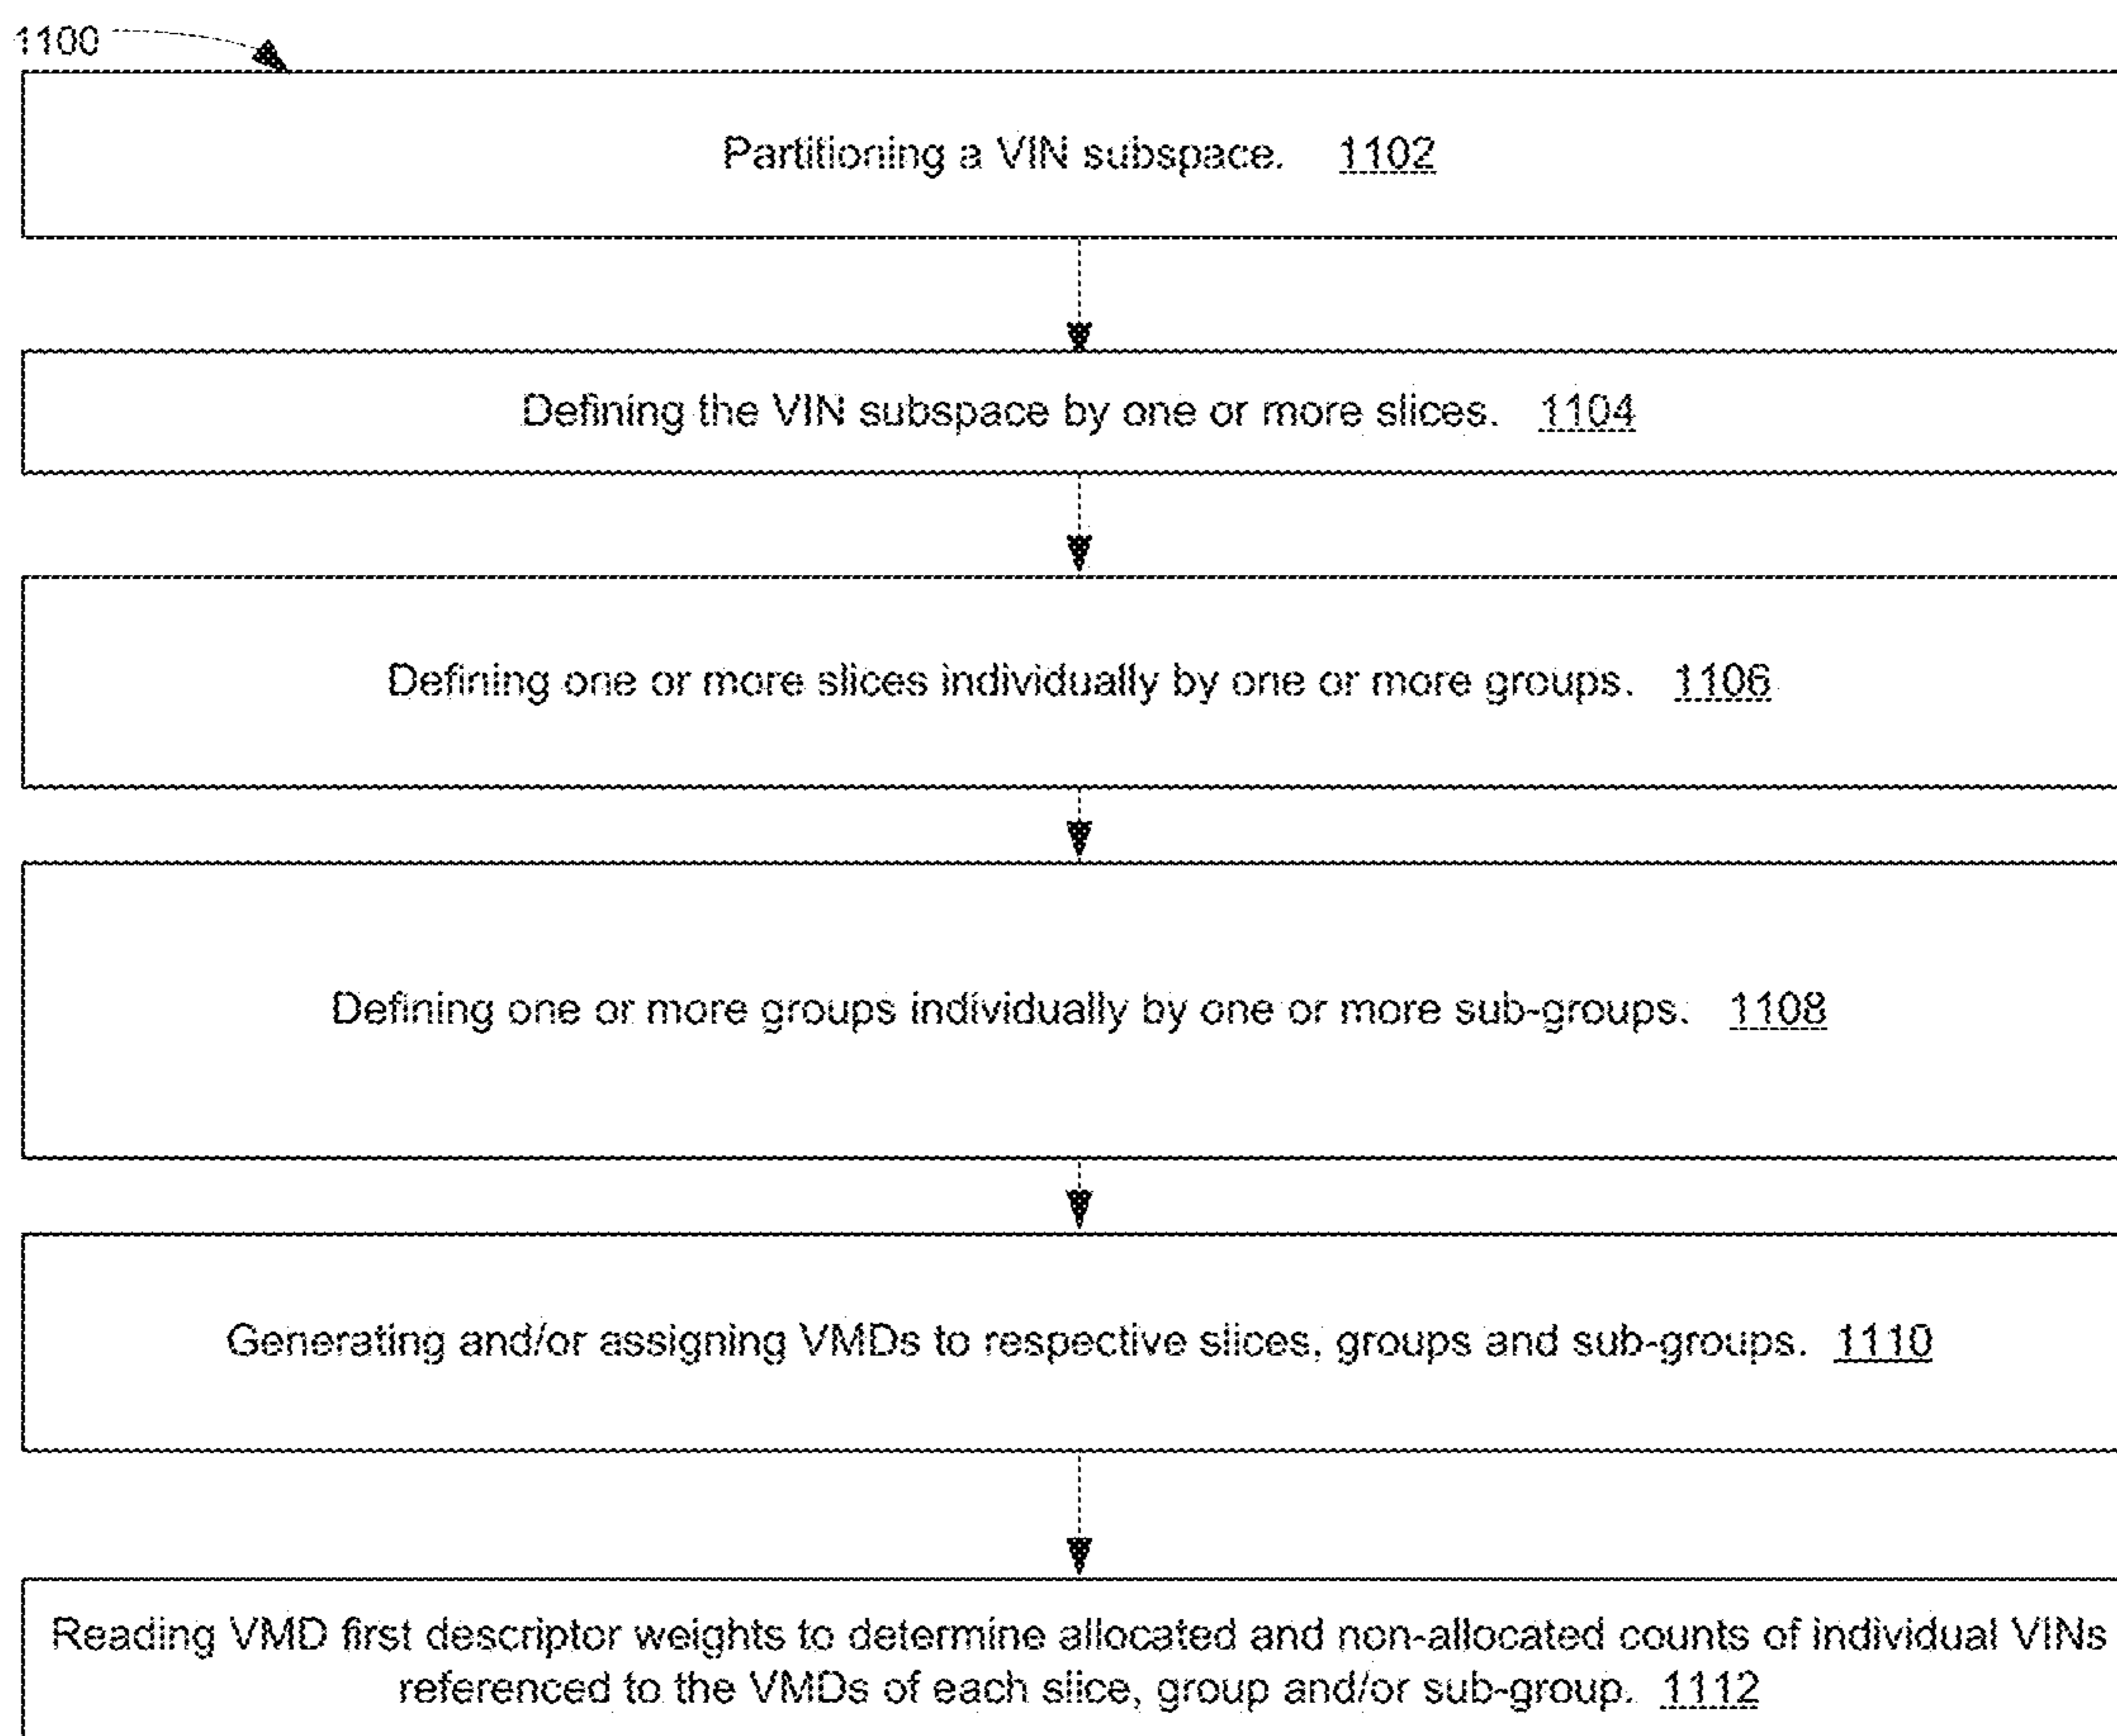 1100
Partitioning a VIN subspace. 1102
Defining the VIN subspace by one or more slices. 1104
Defining one or more slices individually by one or more groups. 1106
Defining one or more groups individually by one or more sub-groups. 1108
Generating and/or assigning VMDs to respective slices, groups and sub-groups. 1110
Reading VMD first descriptor weights to determine allocated and non-allocated counts of individual VINs
referenced to the VMDs of each slice, group and/or sub-group. 1112